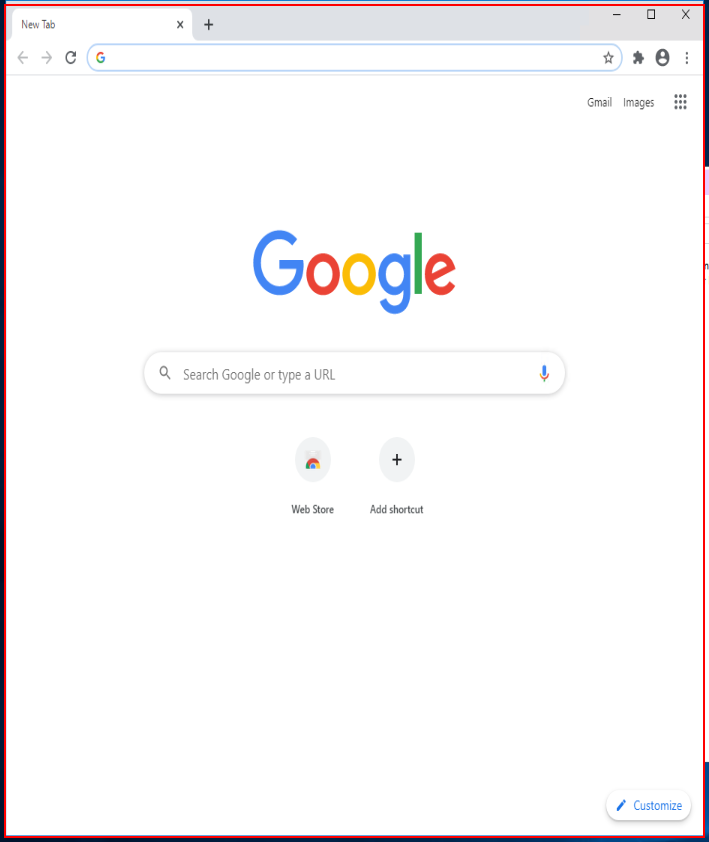 New Tab
Gmail Images
Google
Search Google or type a URL
Web Store Add shortcut
Customize